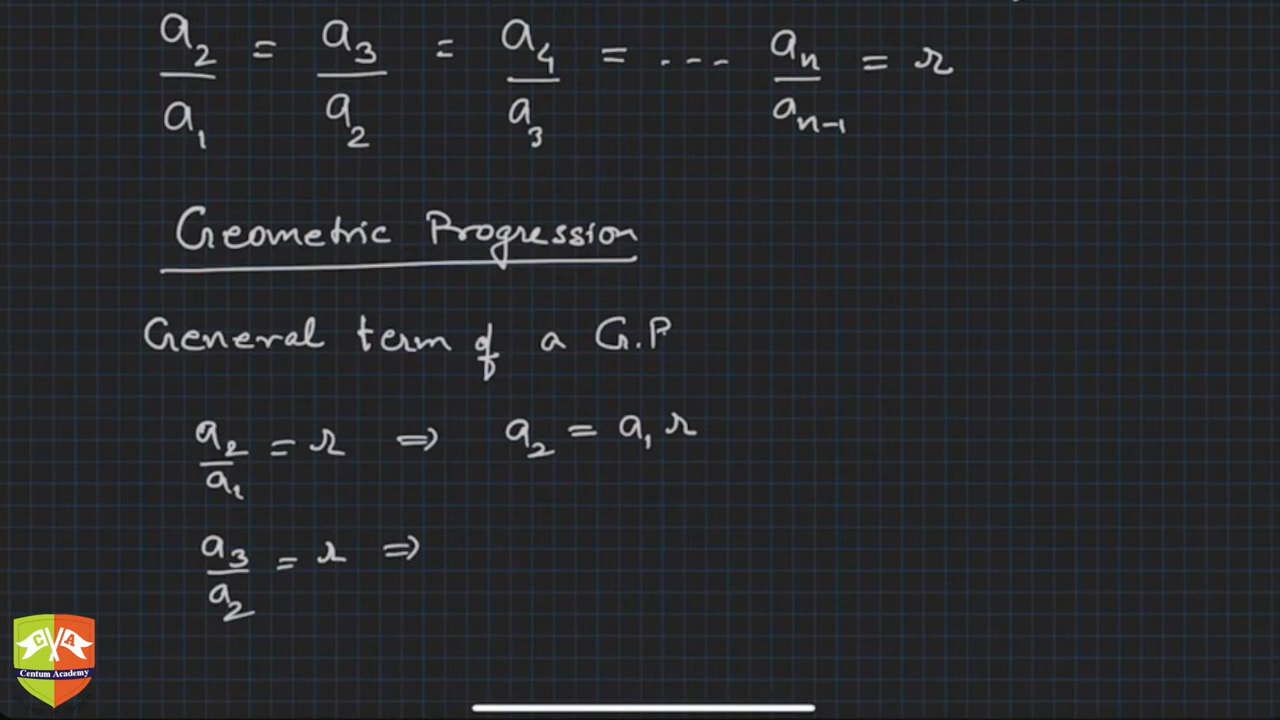 a₂/a₁ = a₃/a₂ = a₄/a₃ = --- aₙ/aₙ₋₁ = r
Geometric Progression
General term of a G.P
a₂/a₁ = r ⇒ a₂ = a₁ r
a₃/a₂ = r ⇒
C A
Centum Academy